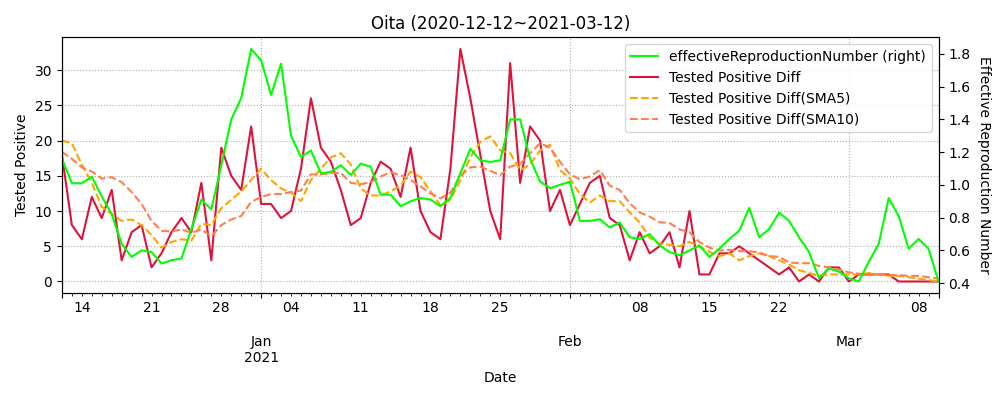 Oita (2020-12-12~2021-03-12)
effectiveReproductionNumber (right)
Tested Positive Diff
Tested Positive Diff(SMA5)
Tested Positive Diff(SMA10)
Tested Positive
30
25
20
15
10
5
0
1.8
1.6
1.4
1.2
1.0
0.8
0.6
0.4
Effective Reproduction Number
14 21 28 04 11 18 25 08 15 22 08
Jan Feb Mar
2021
Date